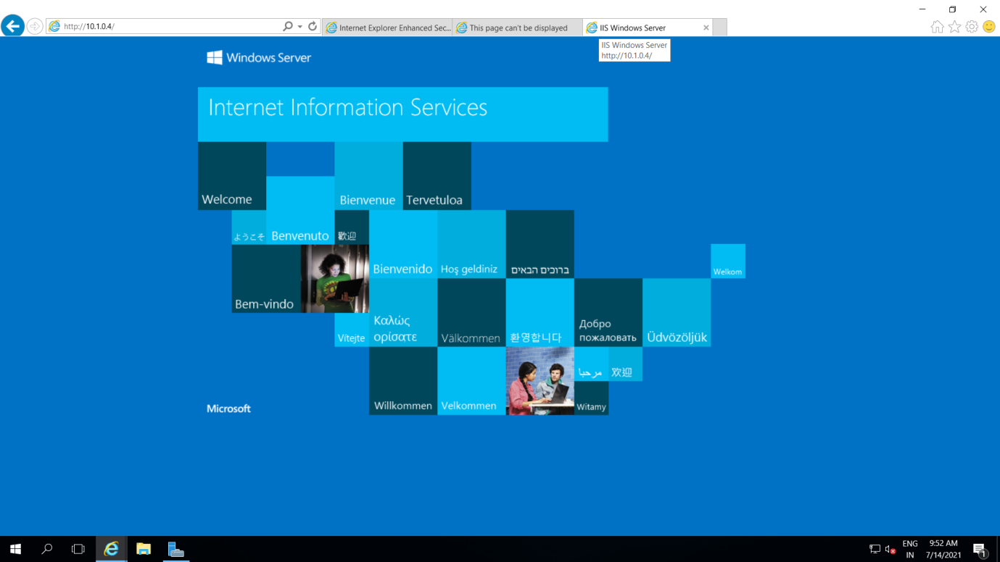 http://10.1.0.4/
Internet Explorer Enhanced Sec...
This page can't be displayed
IIS Windows Server
IIS Windows Server
http://10.1.0.4/
Windows Server
Internet Information Services
Welcome
Bienvenue
Tervetuloa
ようこそ
Benvenuto
歡迎
Bienvenido
Hoş geldiniz
ברוכים הבאים
Welkom
Bem-vindo
Vítejte
Καλώς
ορίσατε
Välkommen
환영합니다
Добро
пожаловать
Üdvözöljük
مرحبا
欢迎
Microsoft
Willkommen
Velkommen
Witamy
ENG
IN
9:52 AM
7/14/2021
1